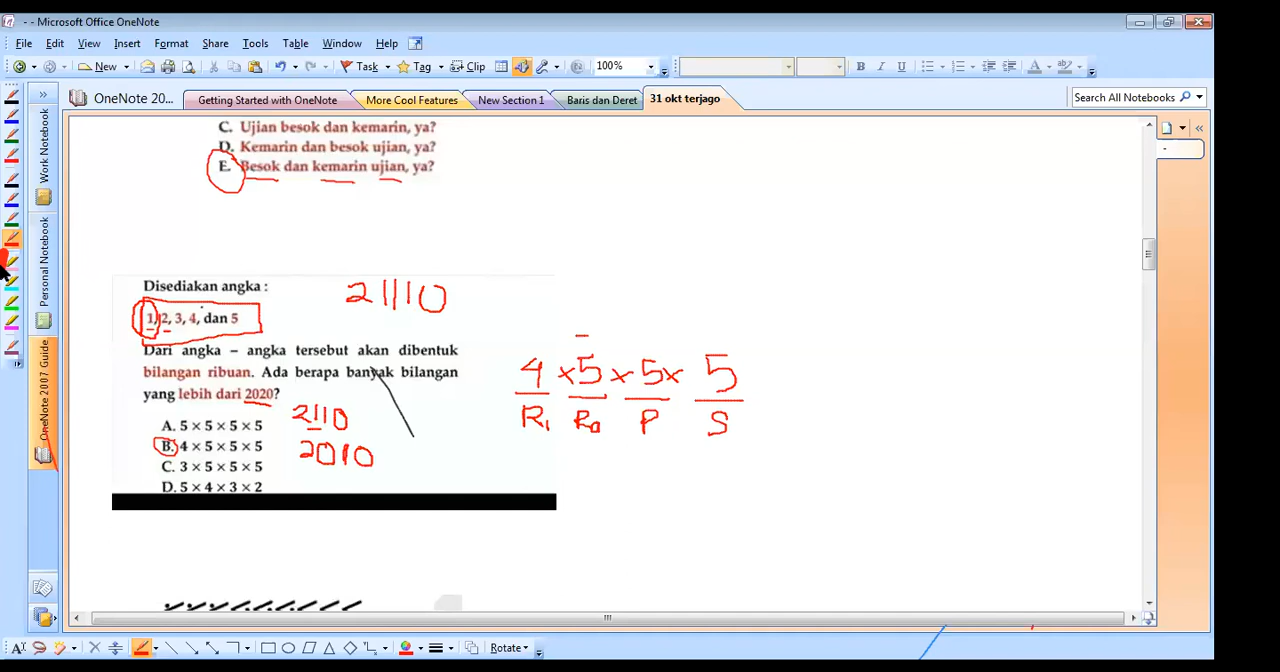 - - Microsoft Office OneNote
File Edit View Insert Format Share Tools Table Window Help
New Task Tag Clip 100% B I U
OneNote 20... Getting Started with OneNote More Cool Features New Section 1 Baris dan Deret 31 okt terjago Search All Notebooks
Work Notebook
Personal Notebook
OneNote 2007 Guide
C. Ujian besok dan kemarin, ya?
D. Kemarin dan besok ujian, ya?
E. Besok dan kemarin ujian, ya?
Disediakan angka :
1, 2, 3, 4, dan 5
Dari angka – angka tersebut akan dibentuk
bilangan ribuan. Ada berapa banyak bilangan
yang lebih dari 2020?
A. 5 × 5 × 5 × 5
B. 4 × 5 × 5 × 5
C. 3 × 5 × 5 × 5
D. 5 × 4 × 3 × 2
21110
2110
2010
4 × 5 × 5 × 5
R1 R0 P S
Rotate